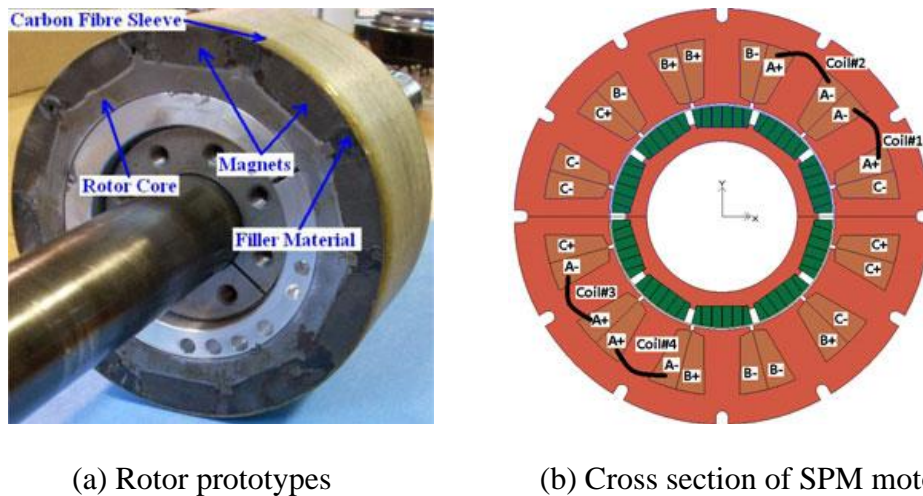 Carbon Fibre Sleeve
Magnets
Rotor Core
Filler Material
B+ B+
B-
A+
Coil#2
B-
C+
A-
A-
Coil#1
C-
C-
A+
C-
Y
X
C+
A-
C+
C+
Coil#3
A+
A+
Coil#4
A-
B+
B- B-
C-
B+
(a) Rotor prototypes
(b) Cross section of SPM mot